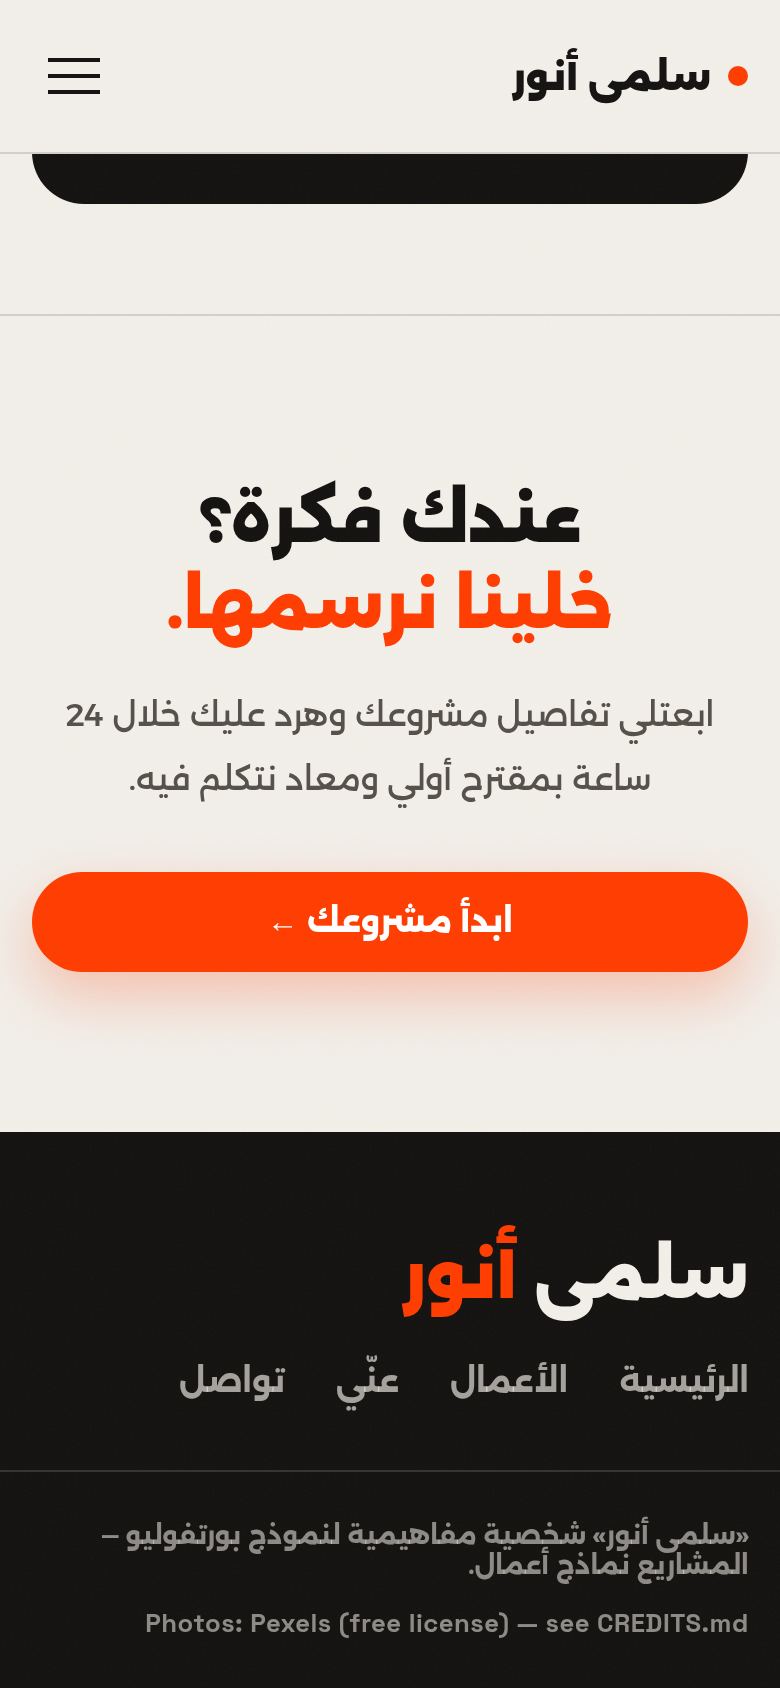 سلمى أنور
عندك فكرة؟
خلينا نرسمها.
ابعتلي تفاصيل مشروعك وهرد عليك خلال 24
ساعة بمقترح أولي ومعاد نتكلم فيه.
ابدأ مشروعك ←
سلمى أنور
الرئيسية الأعمال عنّي تواصل
«سلمى أنور» شخصية مفاهيمية لنموذج بورتفوليو –
المشاريع نماذج أعمال.
Photos: Pexels (free license) — see CREDITS.md